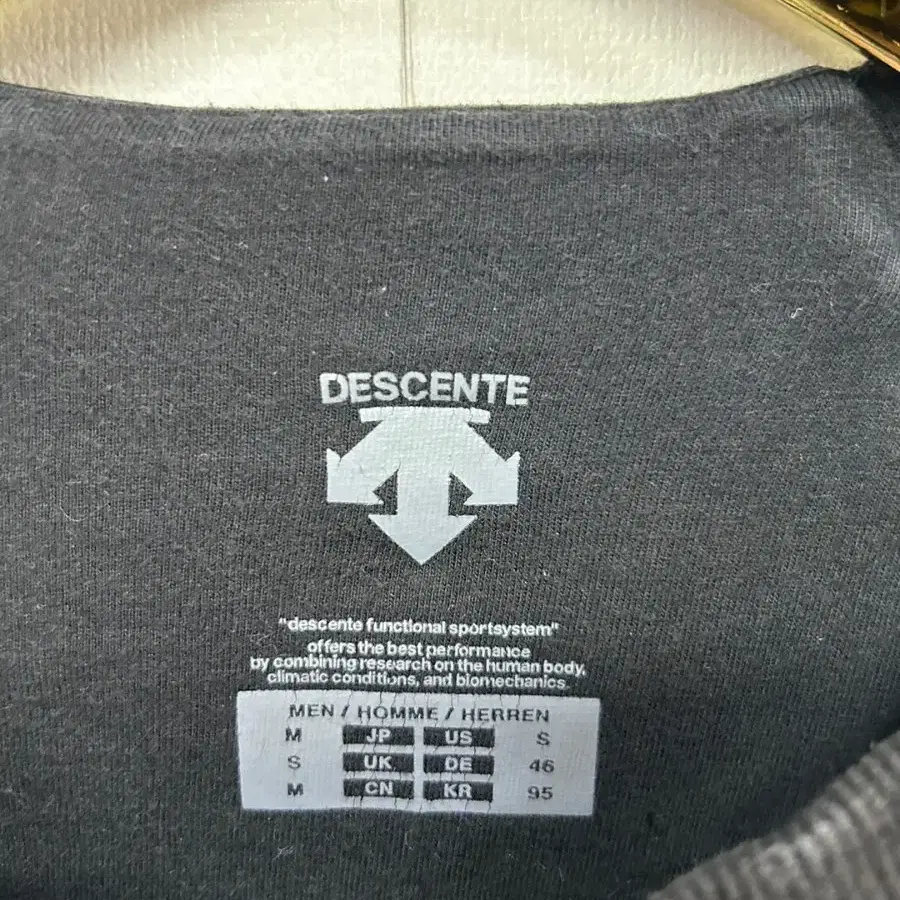 DESCENTE
"descente functional sportsystem"
offers the best performance
by combining research on the human body,
climatic conditions, and biomechanics.
MEN / HOMME / HERREN
M JP US S
S UK DE 46
M CN KR 95